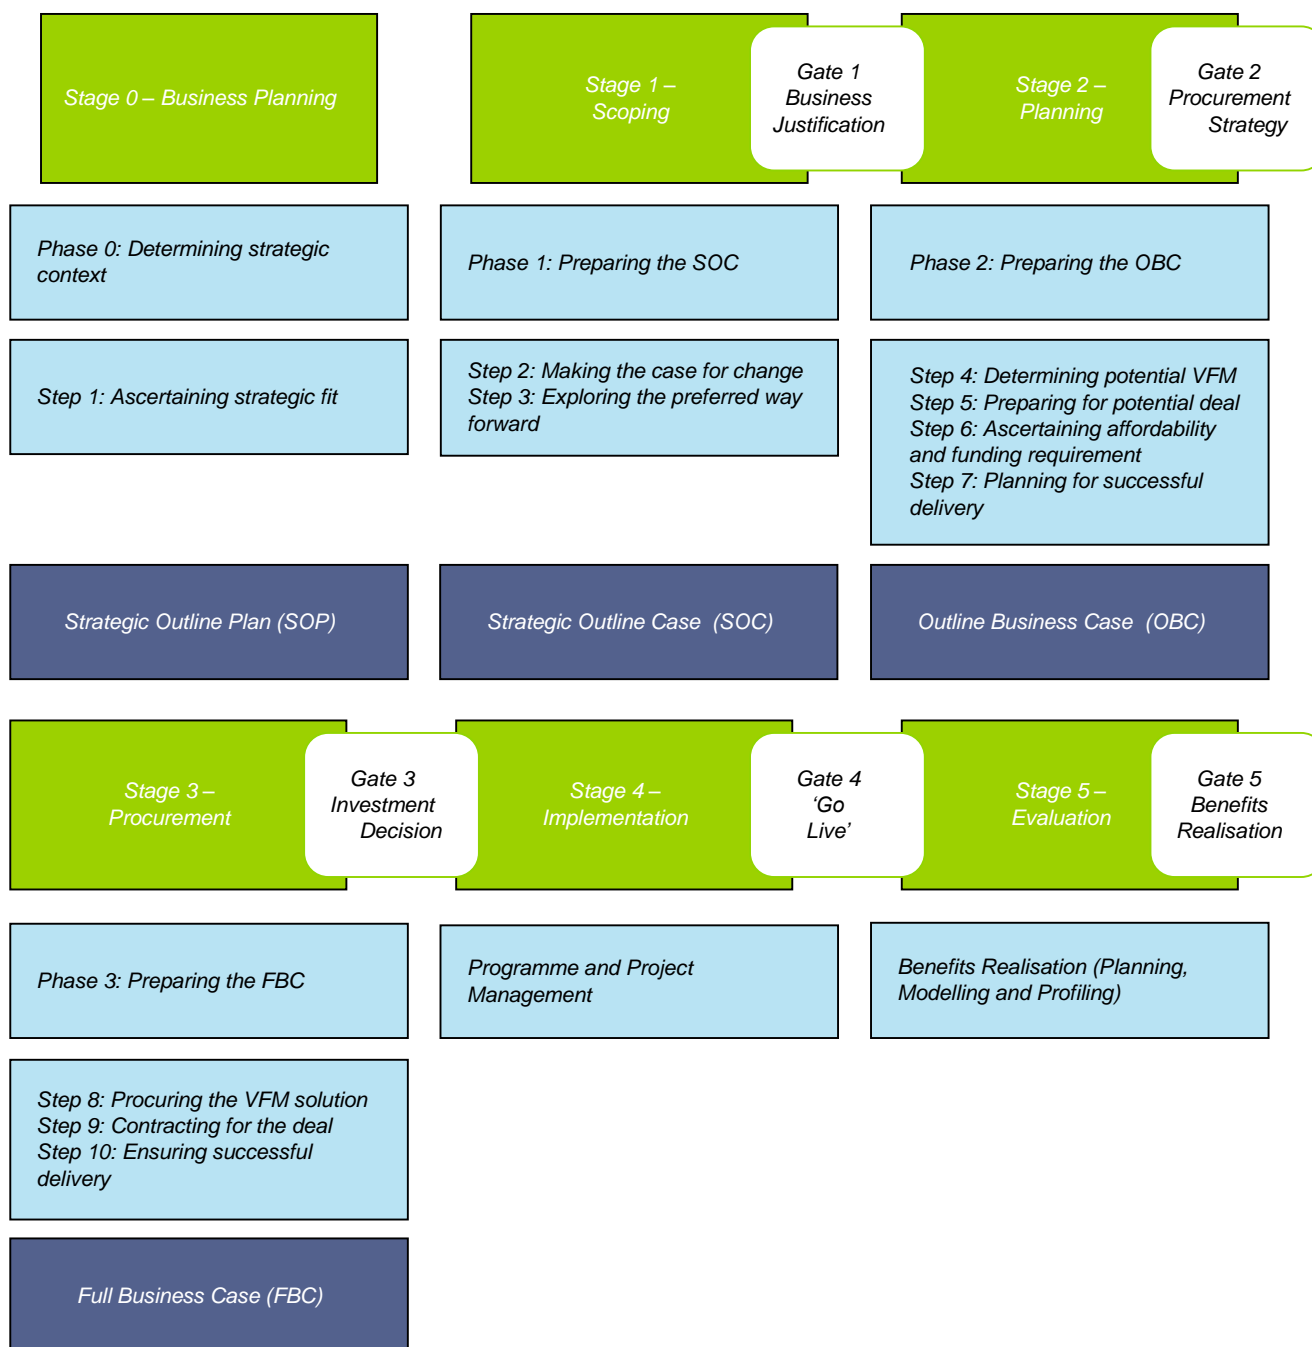 Stage 0 – Business Planning
Stage 1 –
Scoping
Gate 1
Business
Justification
Stage 2 –
Planning
Gate 2
Procurement
Strategy
Phase 0: Determining strategic
context
Phase 1: Preparing the SOC
Phase 2: Preparing the OBC
Step 1: Ascertaining strategic fit
Step 2: Making the case for change
Step 3: Exploring the preferred way
forward
Step 4: Determining potential VFM
Step 5: Preparing for potential deal
Step 6: Ascertaining affordability
and funding requirement
Step 7: Planning for successful
delivery
Strategic Outline Plan (SOP)
Strategic Outline Case (SOC)
Outline Business Case (OBC)
Stage 3 –
Procurement
Gate 3
Investment
Decision
Stage 4 –
Implementation
Gate 4
‘Go
Live’
Stage 5 –
Evaluation
Gate 5
Benefits
Realisation
Phase 3: Preparing the FBC
Programme and Project
Management
Benefits Realisation (Planning,
Modelling and Profiling)
Step 8: Procuring the VFM solution
Step 9: Contracting for the deal
Step 10: Ensuring successful
delivery
Full Business Case (FBC)